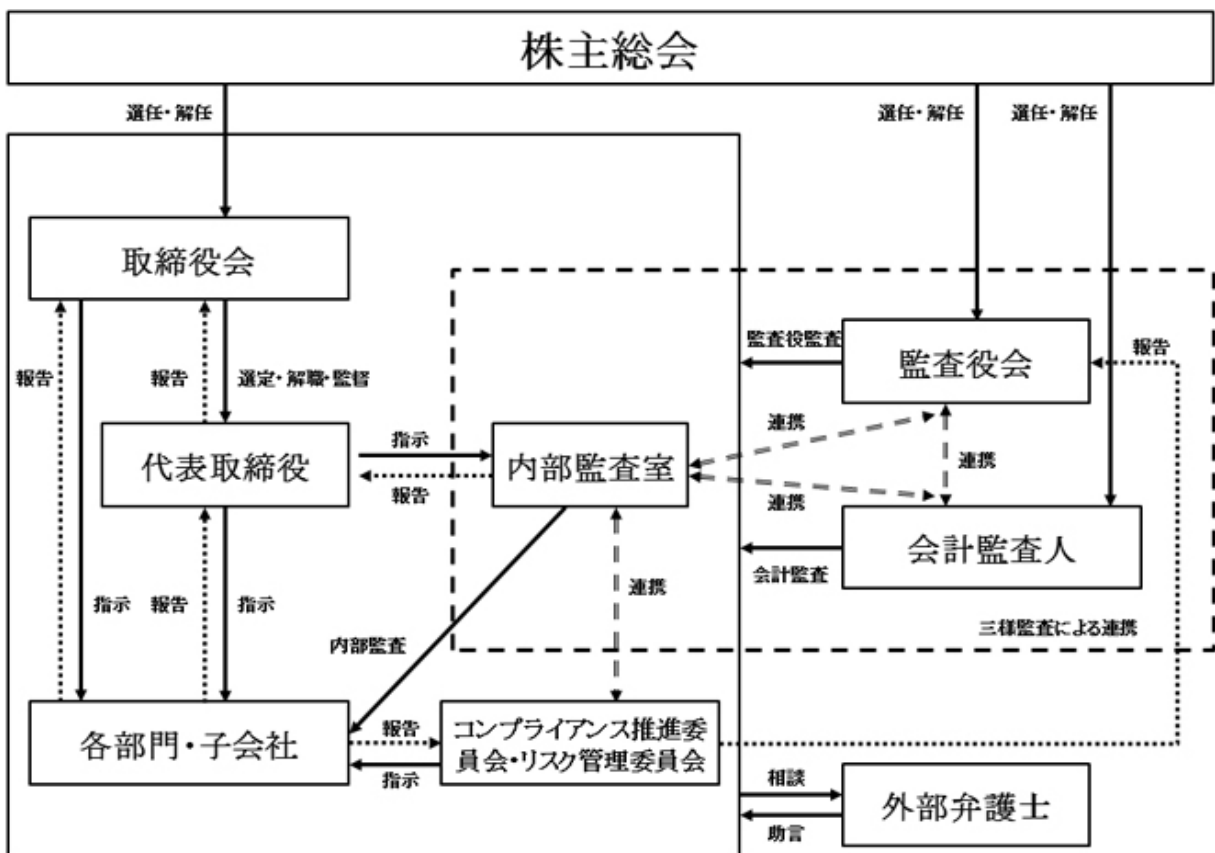 株主総会
選任・解任
選任・解任
選任・解任
取締役会
監査役監査
監査役会
報告
報告
報告
選定・解職・監督
連携
連携
代表取締役
指示
報告
内部監査室
連携
会計監査人
会計監査
指示
報告
指示
連携
三様監査による連携
内部監査
各部門・子会社
報告
指示
コンプライアンス推進委
員会・リスク管理委員会
相談
助言
外部弁護士